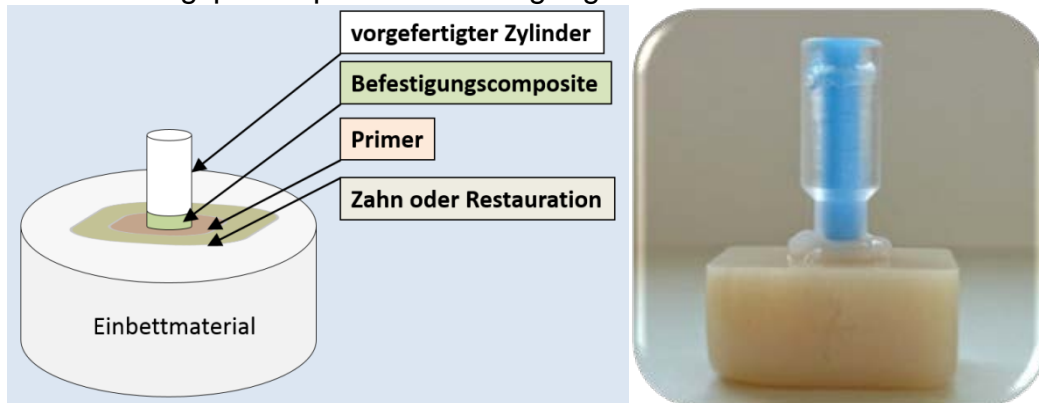 vorgefertigter Zylinder
Befestigungscomposite
Primer
Zahn oder Restauration
Einbettmaterial